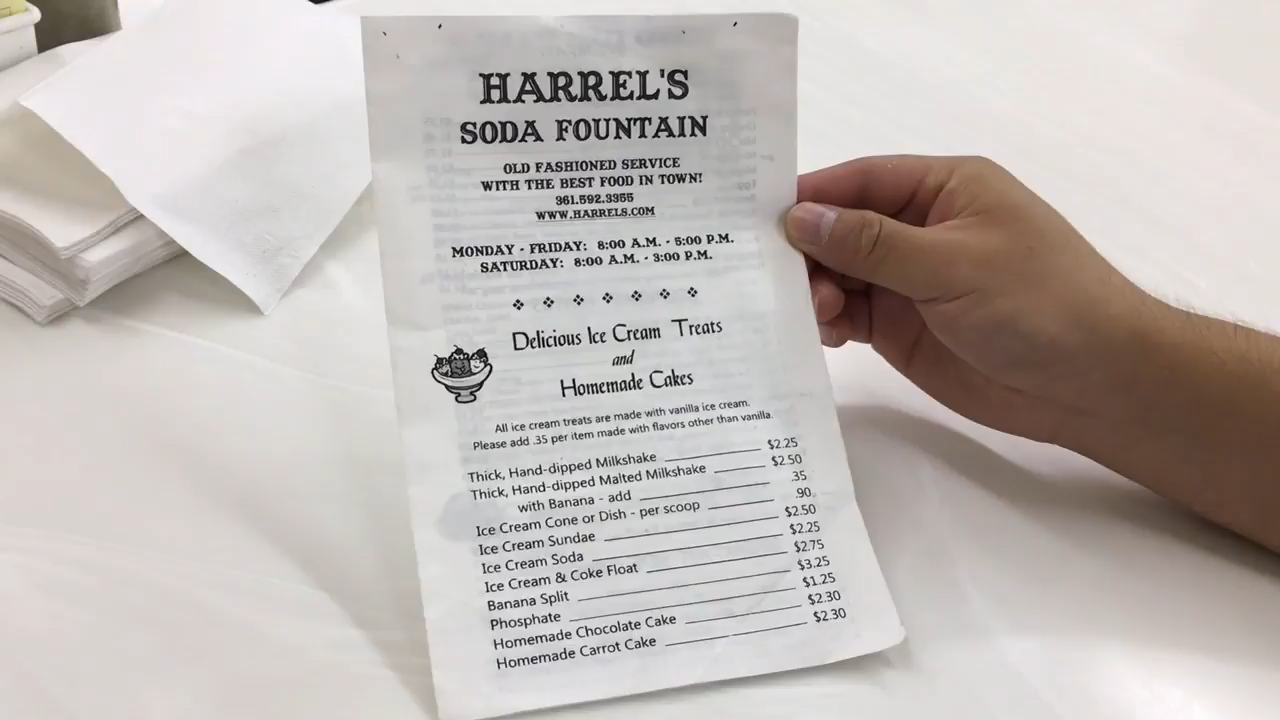 HARREL'S
SODA FOUNTAIN
OLD FASHIONED SERVICE
WITH THE BEST FOOD IN TOWN!
361.592.3355
WWW.HARRELS.COM
MONDAY - FRIDAY: 8:00 A.M. - 5:00 P.M.
SATURDAY: 8:00 A.M. - 3:00 P.M.
Delicious Ice Cream Treats
and
Homemade Cakes
All ice cream treats are made with vanilla ice cream.
Please add .35 per item made with flavors other than vanilla.
Thick, Hand-dipped Milkshake $2.25
Thick, Hand-dipped Malted Milkshake $2.50
with Banana - add .35
Ice Cream Cone or Dish - per scoop .90
Ice Cream Sundae $2.50
Ice Cream Soda $2.25
Ice Cream & Coke Float $2.75
Banana Split $3.25
Phosphate $1.25
Homemade Chocolate Cake $2.30
Homemade Carrot Cake $2.30